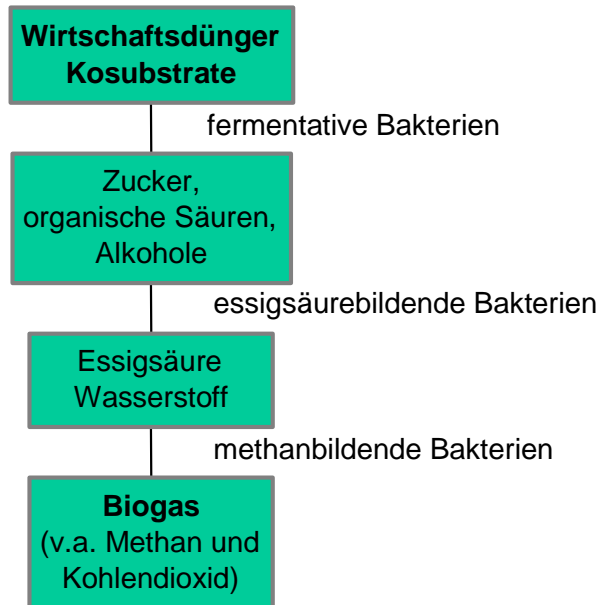 Wirtschaftsdünger
Kosubstrate
fermentative Bakterien
Zucker,
organische Säuren,
Alkohole
essigsäurebildende Bakterien
Essigsäure
Wasserstoff
methanbildende Bakterien
Biogas
(v.a. Methan und
Kohlendioxid)